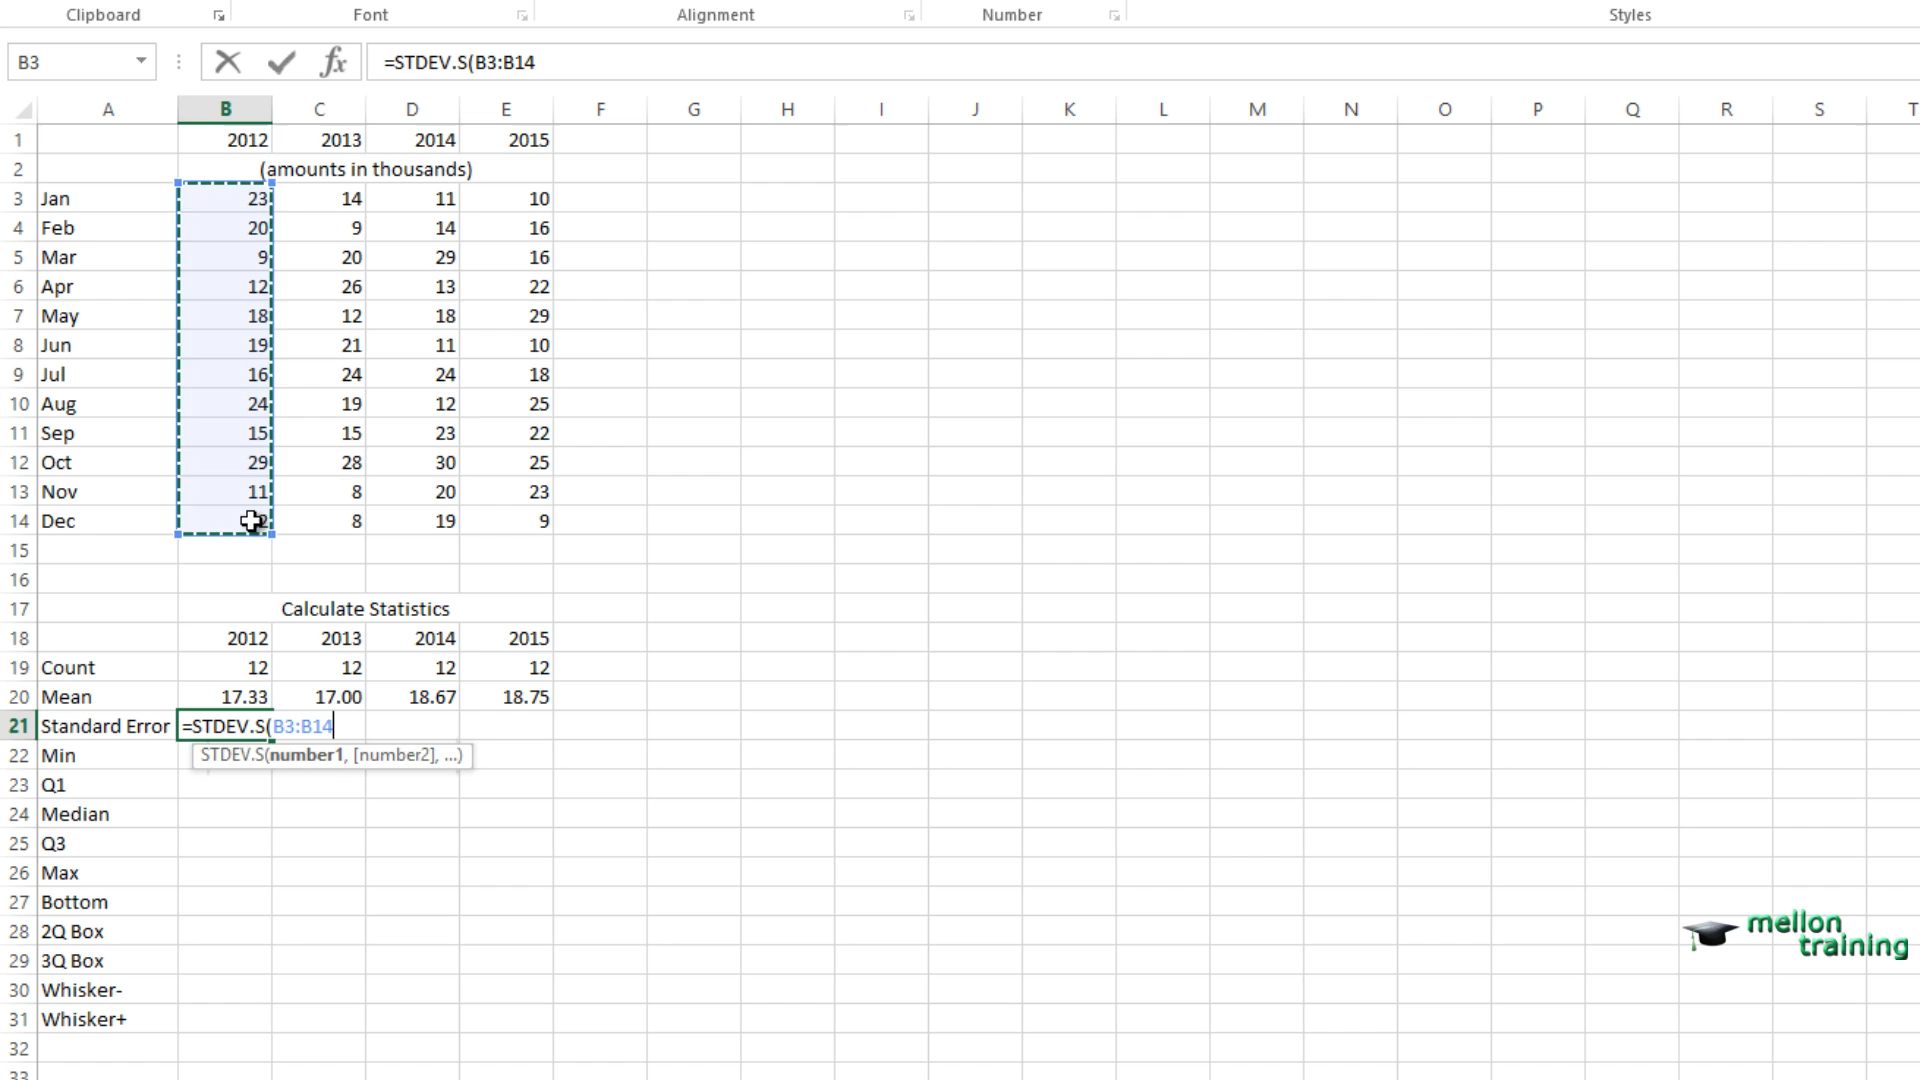 Clipboard Font Alignment Number Styles
B3 fx =STDEV.S(B3:B14
A B C D E F G H I J K L M N O P Q R S T
1 2012 2013 2014 2015
2 (amounts in thousands)
3 Jan 23 14 11 10
4 Feb 20 9 14 16
5 Mar 9 20 29 16
6 Apr 12 26 13 22
7 May 18 12 18 29
8 Jun 19 21 11 10
9 Jul 16 24 24 18
10 Aug 24 19 12 25
11 Sep 15 15 23 22
12 Oct 29 28 30 25
13 Nov 11 8 20 23
14 Dec 8 19 9
15
16
17 Calculate Statistics
18 2012 2013 2014 2015
19 Count 12 12 12 12
20 Mean 17.33 17.00 18.67 18.75
21 Standard Error =STDEV.S(B3:B14
22 Min STDEV.S(number1, [number2], ...)
23 Q1
24 Median
25 Q3
26 Max
27 Bottom
28 2Q Box
29 3Q Box
30 Whisker-
31 Whisker+
32
33
mellon
training